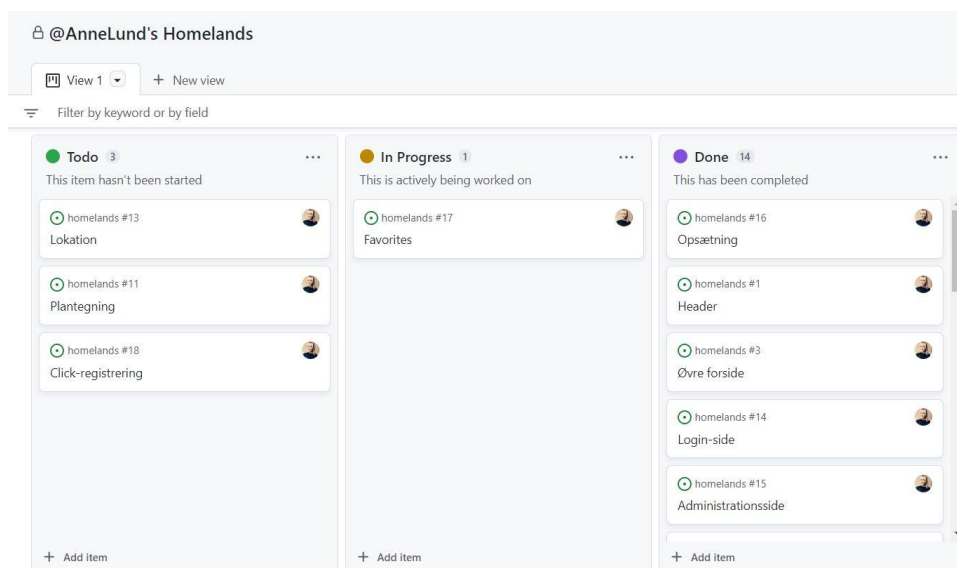 @AnneLund's Homelands
View 1
+ New view
Filter by keyword or by field
Todo 3
This item hasn't been started
homelands #13
Lokation
homelands #11
Plantegning
homelands #18
Click-registrering
+ Add item
In Progress 1
This is actively being worked on
homelands #17
Favorites
+ Add item
Done 14
This has been completed
homelands #16
Opsætning
homelands #1
Header
homelands #3
Øvre forside
homelands #14
Login-side
homelands #15
Administrationsside
+ Add item